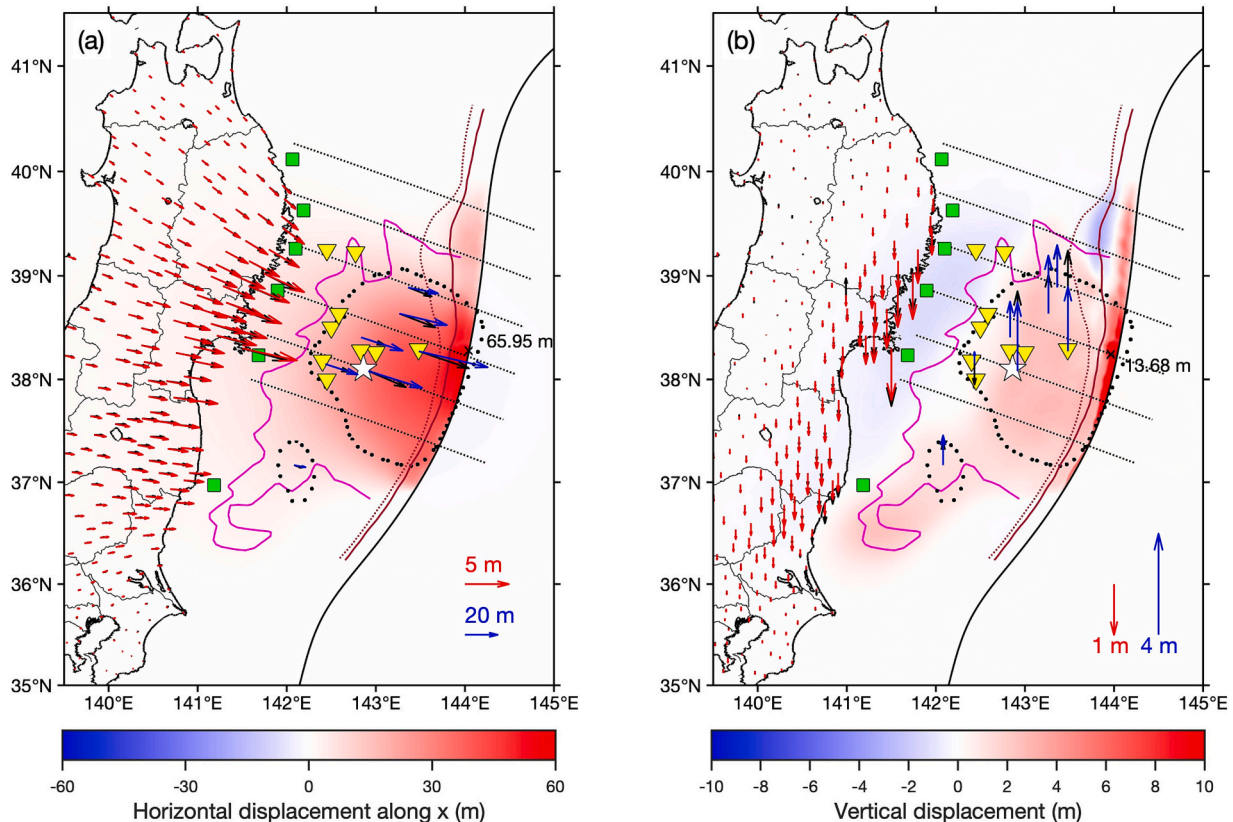 (a)
41°N
40°N
39°N
38°N
37°N
36°N
35°N
140°E
141°E
142°E
143°E
144°E
145°E
65.95 m
5 m
20 m
-60
-30
0
30
60
Horizontal displacement along x (m)
(b)
41°N
40°N
39°N
38°N
37°N
36°N
35°N
140°E
141°E
142°E
143°E
144°E
145°E
13.68 m
1 m
4 m
-10
-8
-6
-4
-2
0
2
4
6
8
10
Vertical displacement (m)